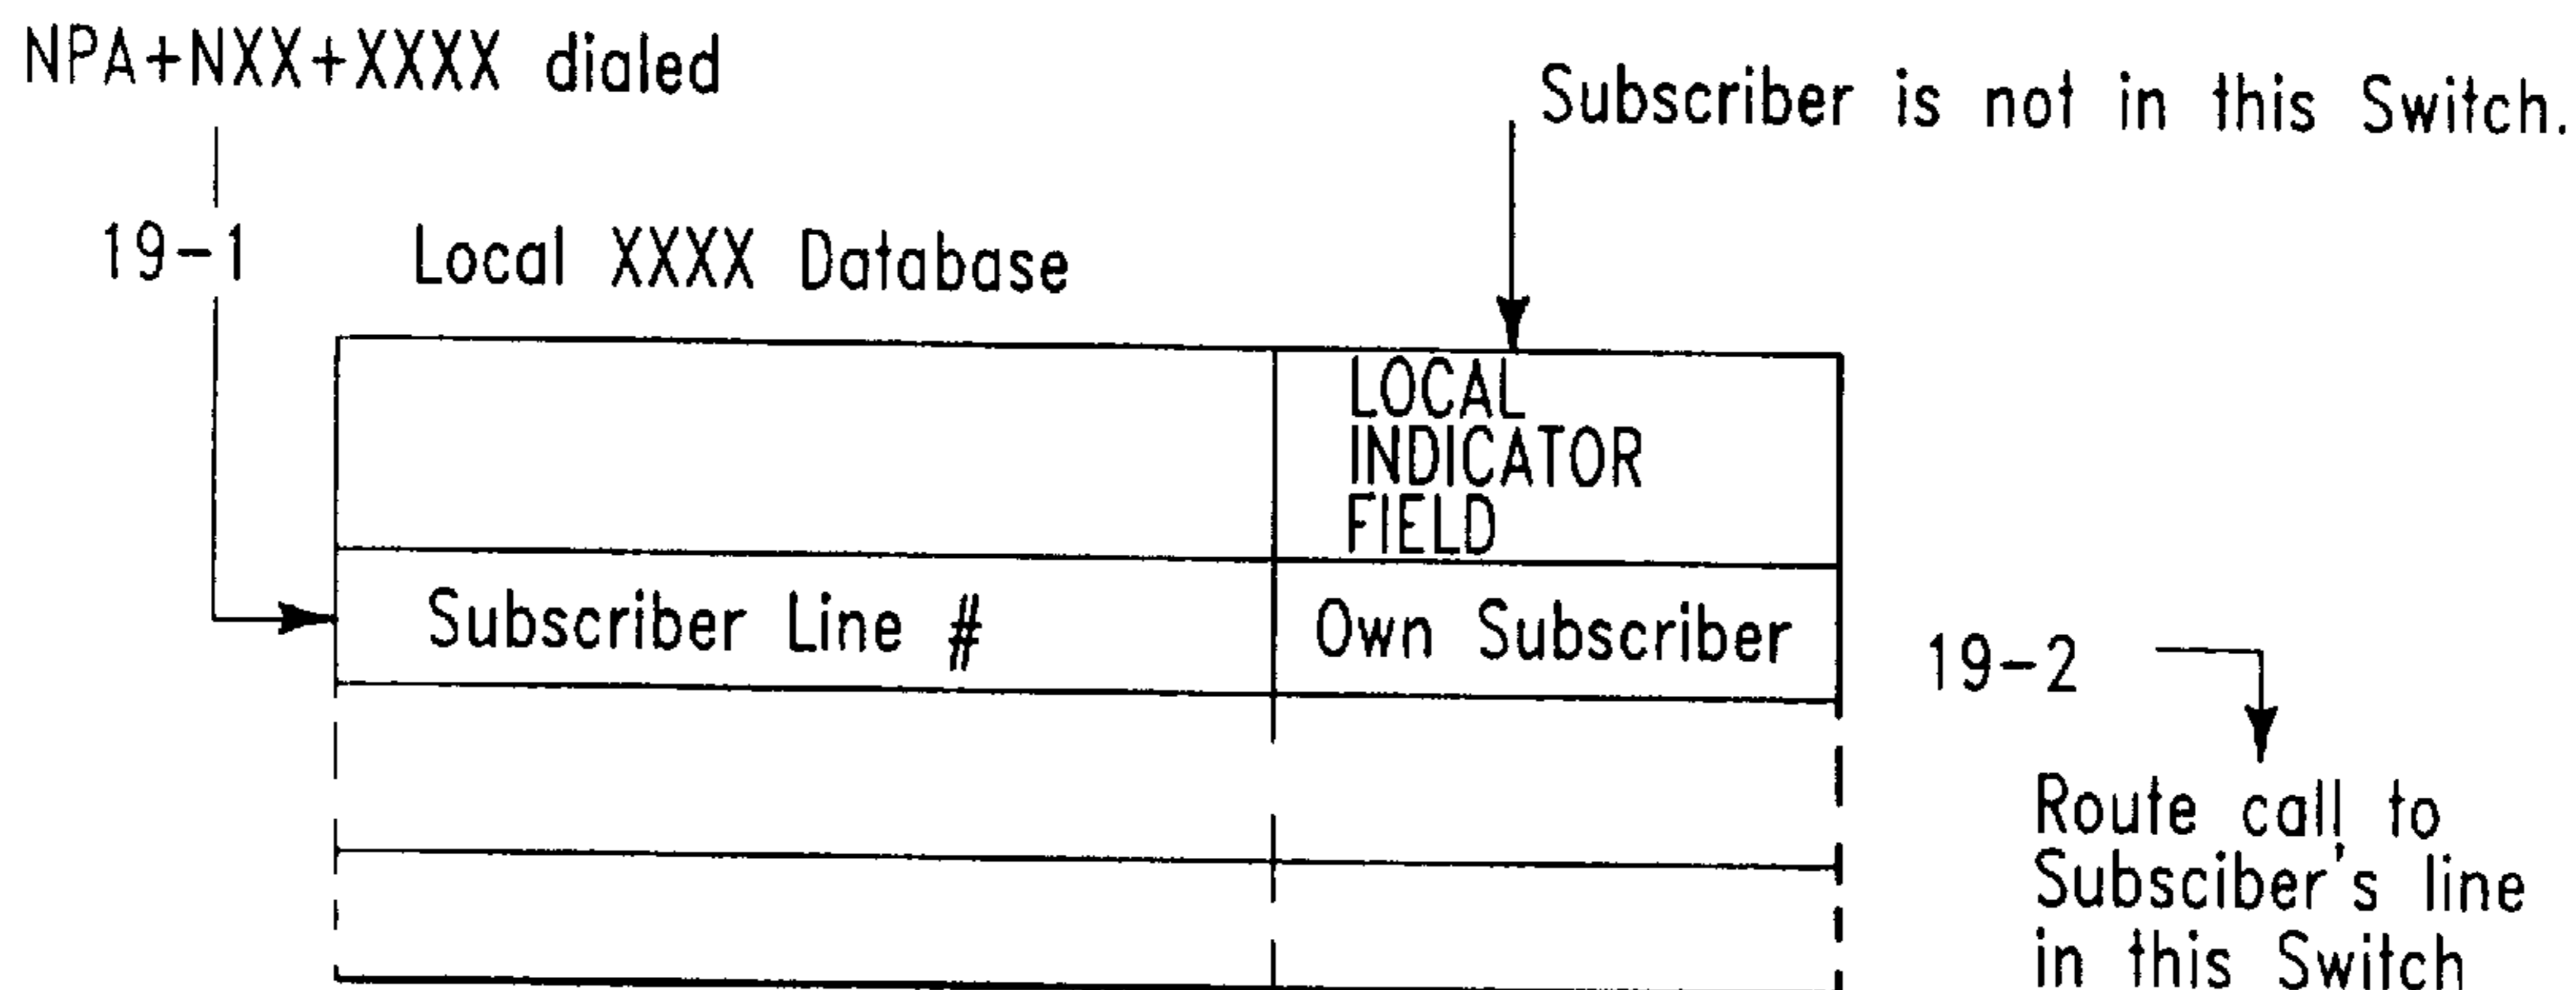 NPA+NXX+XXXX dialed
Subscriber is not in this Switch.
19-1
Local XXXX Database
LOCAL
INDICATOR
FIELD
Subscriber Line #
Own Subscriber
19-2
Route call to
Subsciber's line
in this Switch